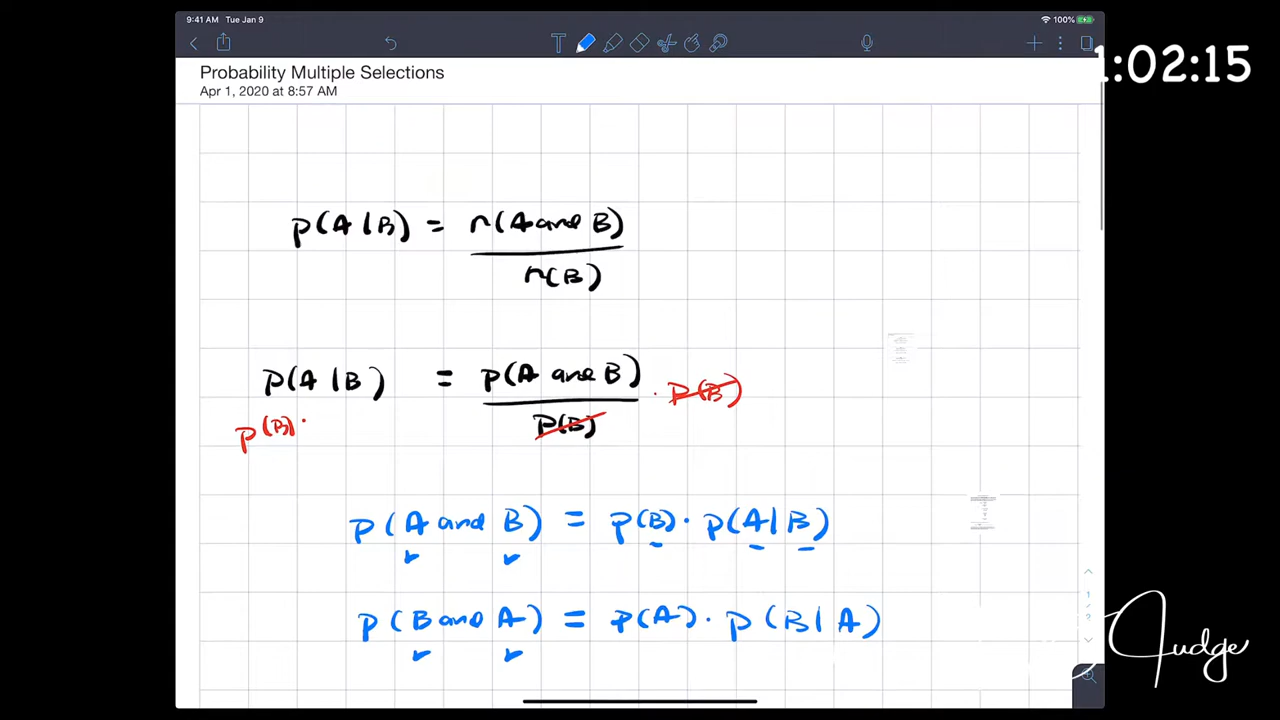 9:41 AM Tue Jan 9
100%
:02:15
Probability Multiple Selections
Apr 1, 2020 at 8:57 AM
P(A|B) = n(A and B)
n(B)
P(A|B) = P(A and B) · P(B)
P(B) · P(B)
P(A and B) = P(B) · P(A|B)
P(B and A) = P(A) · P(B|A)
Judge